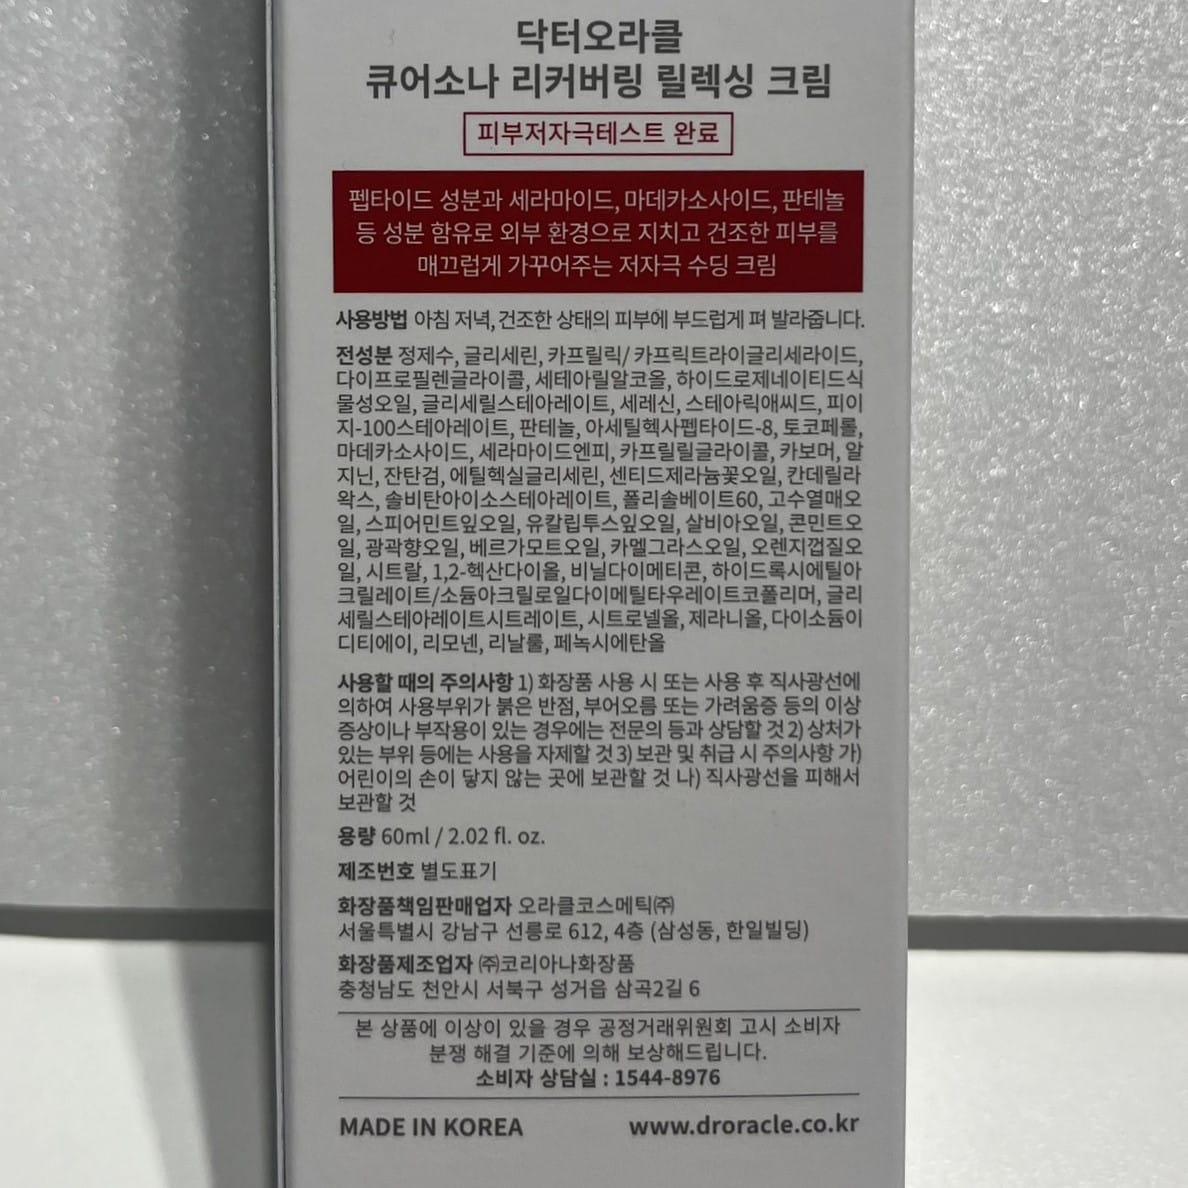 닥터오라클
큐어소나 리커버링 릴렉싱 크림
피부저자극테스트 완료
펩타이드 성분과 세라마이드, 마데카소사이드, 판테놀
등 성분 함유로 외부 환경으로 지치고 건조한 피부를
매끄럽게 가꾸어주는 저자극 수딩 크림
사용방법 아침 저녁, 건조한 상태의 피부에 부드럽게 펴 발라줍니다.
전성분 정제수, 글리세린, 카프릴릭/ 카프릭트라이글리세라이드,
다이프로필렌글라이콜, 세테아릴알코올, 하이드로제네이티드식
물성오일, 글리세릴스테아레이트, 세레신, 스테아릭애씨드, 피이
지-100스테아레이트, 판테놀, 아세틸헥사펩타이드-8, 토코페롤,
마데카소사이드, 세라마이드엔피, 카프릴릴글라이콜, 카보머, 알
지닌, 잔탄검, 에틸헥실글리세린, 센티드제라늄꽃오일, 칸데릴라
왁스, 솔비탄아이소스테아레이트, 폴리솔베이트60, 고수열매오
일, 스피어민트잎오일, 유칼립투스잎오일, 살비아오일, 콘민트오
일, 광곽향오일, 베르가모트오일, 카멜그라스오일, 오렌지껍질오
일, 시트랄, 1,2-헥산다이올, 비닐다이메티콘, 하이드록시에틸아
크릴레이트/소듐아크릴로일다이메틸타우레이트코폴리머, 글리
세릴스테아레이트시트레이트, 시트로넬올, 제라니올, 다이소듐이
디티에이, 리모넨, 리날룰, 페녹시에탄올
사용할 때의 주의사항 1) 화장품 사용 시 또는 사용 후 직사광선에
의하여 사용부위가 붉은 반점, 부어오름 또는 가려움증 등의 이상
증상이나 부작용이 있는 경우에는 전문의 등과 상담할 것 2) 상처가
있는 부위 등에는 사용을 자제할 것 3) 보관 및 취급 시 주의사항 가)
어린이의 손이 닿지 않는 곳에 보관할 것 나) 직사광선을 피해서
보관할 것
용량 60ml / 2.02 fl. oz.
제조번호 별도표기
화장품책임판매업자 오라클코스메틱㈜
서울특별시 강남구 선릉로 612, 4층 (삼성동, 한일빌딩)
화장품제조업자 ㈜코리아나화장품
충청남도 천안시 서북구 성거읍 삼곡2길 6
본 상품에 이상이 있을 경우 공정거래위원회 고시 소비자
분쟁 해결 기준에 의해 보상해드립니다.
소비자 상담실 : 1544-8976
MADE IN KOREA
www.droracle.co.kr